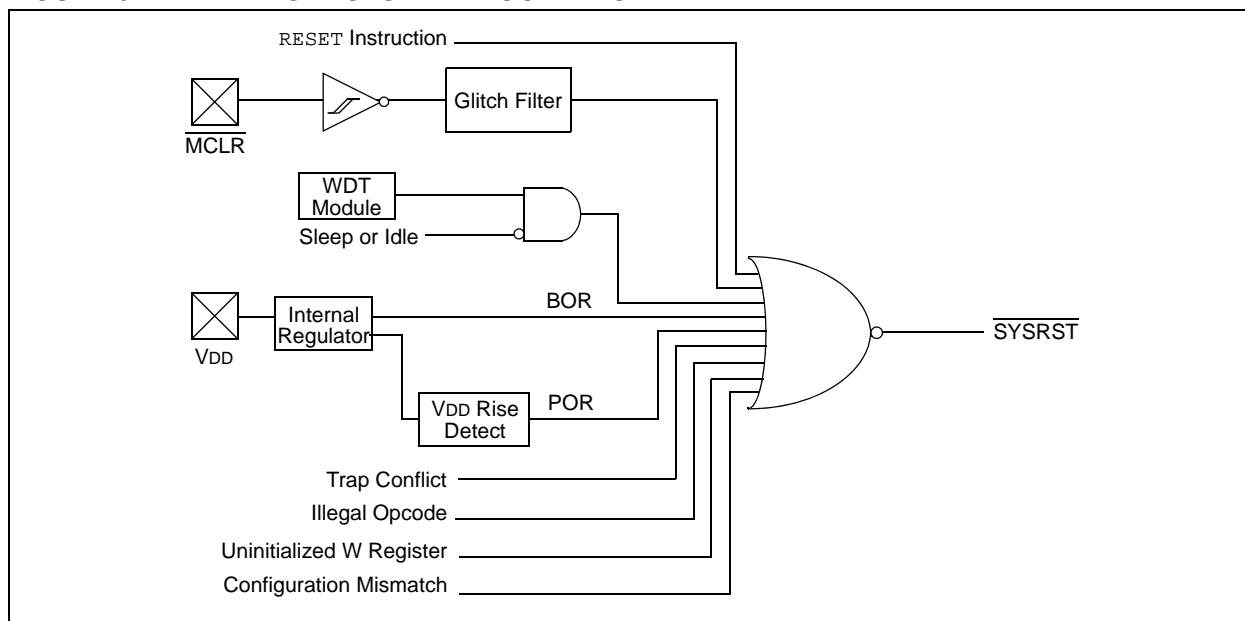 RESET Instruction
Glitch Filter
MCLR
WDT
Module
Sleep or Idle
BOR
Internal
Regulator
SYSRST
VDD
VDD Rise
Detect
POR
Trap Conflict
Illegal Opcode
Uninitialized W Register
Configuration Mismatch